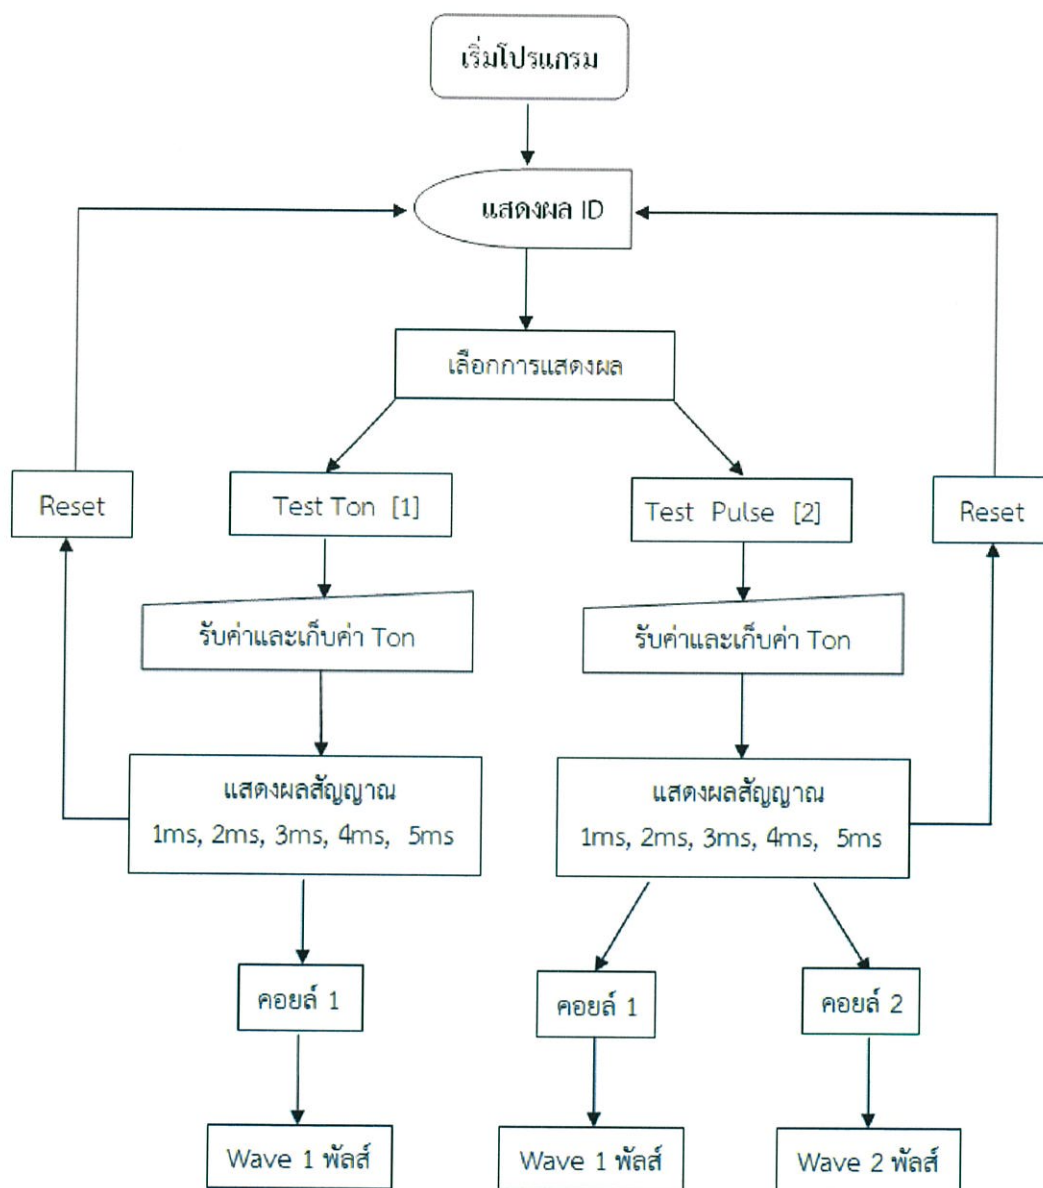 เริ่มโปรแกรม
แสดงผล ID
เลือกการแสดงผล
Reset
Test Ton [1]
Test Pulse [2]
Reset
รับค่าและเก็บค่า Ton
รับค่าและเก็บค่า Ton
แสดงผลสัญญาณ
1ms, 2ms, 3ms, 4ms, 5ms
แสดงผลสัญญาณ
1ms, 2ms, 3ms, 4ms, 5ms
คอยล์ 1
คอยล์ 1
คอยล์ 2
Wave 1 พัลส์
Wave 1 พัลส์
Wave 2 พัลส์